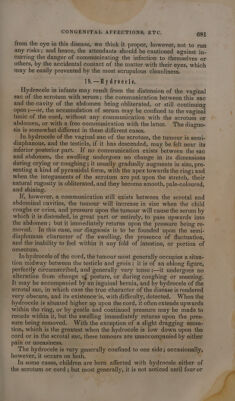 CONGENITAL AFFECTIONS, ETC. 681
from the eye in this disease, we think it proper, however, not to run
any risks; and hence, the attendants should be cautioned against in-
curring the danger of communicating the infection to themselves or
others, by the accidental contact of the matter with their eyes, which
may be easily prevented by the most scrupulous cleanliness.
18.—Hydrocele.
Hydrocele in infants may result from the distension of the vaginal
sac of the scrotum with serum; the communication between this sac
and the cavity of the abdomen being obliterated, or still continuing
open:—or, the accumulation of serum may be confined to the vaginal
tunic of the cord, without any communication with the scrotum or
abdomen, or with a free communication with the latter. The diagno-
sis is somewhat different in these different cases.
In hydrocele of the vaginal sac of the scrotum, the tumour is semi-
diaphanous, and the testicle, if it has descended, may be felt near its
inferior posterior part. If no communication exists between the sac
and abdomen, the swelling undergoes no change in its dimensions
during crying or coughing; it usually gradually augments in size, pre-
senting a kind of pyramidal form, with the apex towards the ring; and
when the integuments of the scrotum are put upon the stretch, their
natural rugosity is obliterated, and they become smooth, pale-coloured,
and shining.
If, however, a communication still exists between the scrotal and
abdominal cavities, the tumour will increase in size when the child
coughs or cries, and pressure upon the tumour will cause the serum by
which it is distended, in great part or entirely, to pass upwards into
the abdomen; but it immediately returns upon the pressure being re-
moved. In this case, our diagnosis is to be founded upon the semi-
diaphanous character of the swelling, the presence of fluctuation,
and the inability to feel within it any fold of intestine, or portion of
omentum.
In hydrocele of the cord, the tumour most generally occupies a situa-
tion midway between the testicle and groin: it is of an oblong figure,
perfectly circumscribed, and generally very tense:—it undergoes no
alteration from change of posture, or during coughing or sneezing.
It may be accompanied by an inguinal hernia, and by hydrocele of the
scrotal sac, in which case the true character of the disease is rendered
very obscure, and its existence is, with difficulty, detected. When the
hydrocele is situated higher up upon the cord, it often extends upwards
within the ring, or by gentle and continued pressure may be made to
recede within it, but the swelling immediately returns upon the pres-
sure being removed. With the exception of a slight dragging sensa-
tion, which is the greatest when the hydrocele is low down upon the
cord or in the scrotal sac, these tumours are unaccompanied by either
pain or uneasiness.
The hydrocele is very generally confined to one side; occasionally,
however, it occurs on both.
In some cases, children are born affected with hydrocele either of
the scrotum or cord; but most generally, it is not noticed until four or